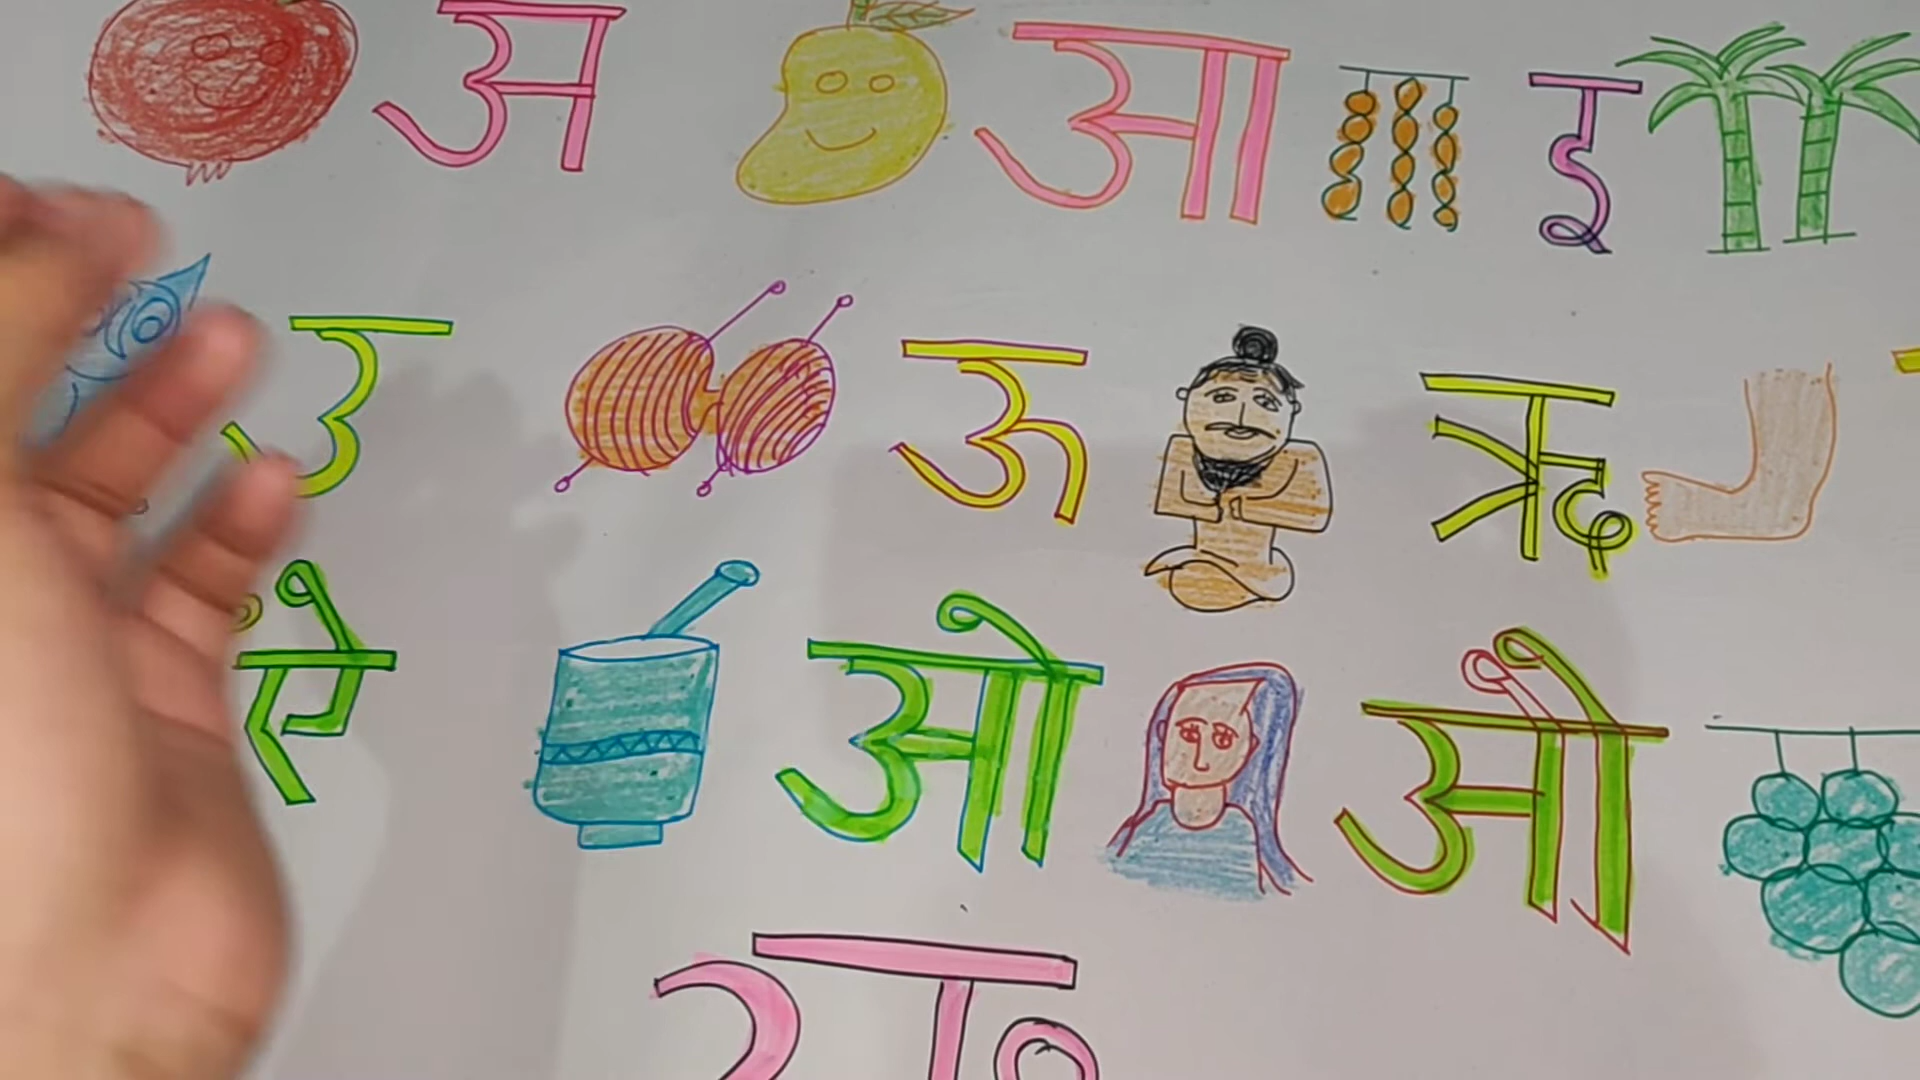 अ आ इ
उ ऊ ऋ
ऐ ओ औ